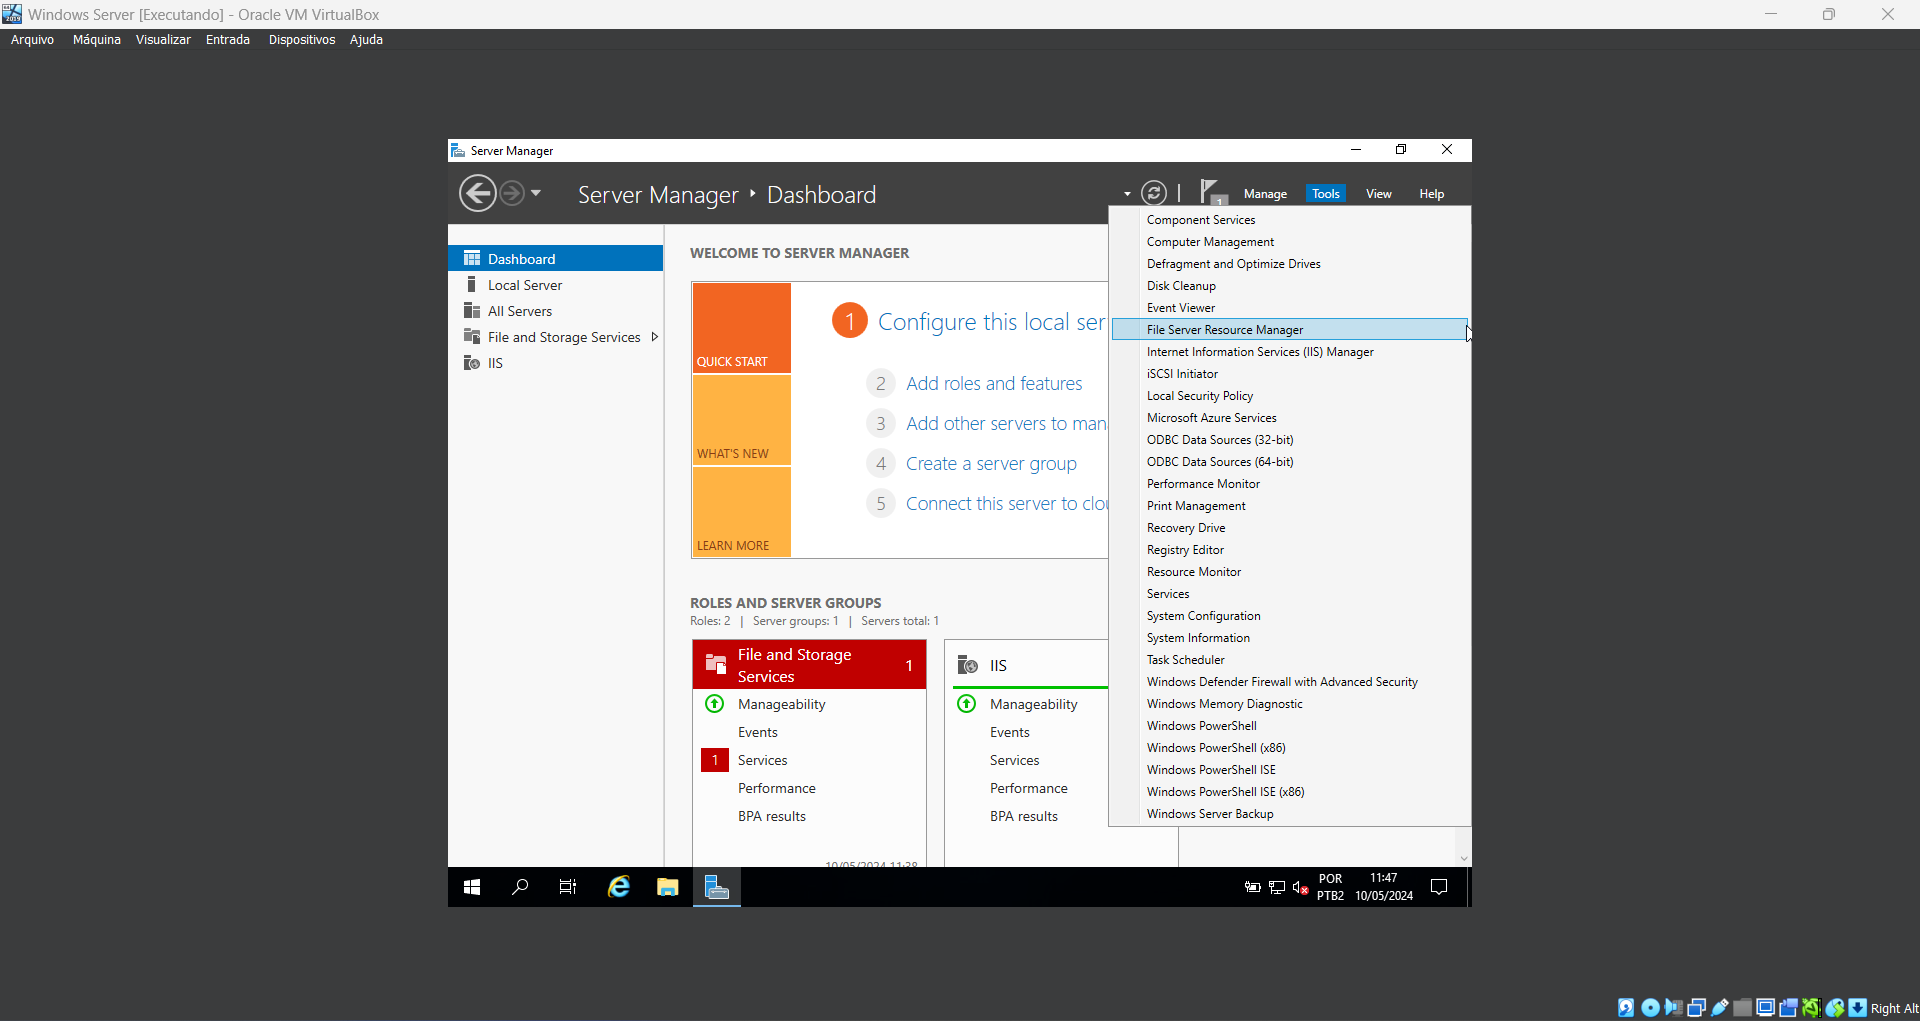 Windows Server [Executando] - Oracle VM VirtualBox
Arquivo Máquina Visualizar Entrada Dispositivos Ajuda
Server Manager
Server Manager ‣ Dashboard
1
Manage Tools View Help
Dashboard
Local Server
All Servers
File and Storage Services
IIS
WELCOME TO SERVER MANAGER
QUICK START
WHAT'S NEW
LEARN MORE
1 Configure this local ser
2 Add roles and features
3 Add other servers to man
4 Create a server group
5 Connect this server to clou
ROLES AND SERVER GROUPS
Roles: 2 | Server groups: 1 | Servers total: 1
File and Storage Services 1
Manageability
Events
1 Services
Performance
BPA results
10/05/2024 11:38
IIS
Manageability
Events
Services
Performance
BPA results
Component Services
Computer Management
Defragment and Optimize Drives
Disk Cleanup
Event Viewer
File Server Resource Manager
Internet Information Services (IIS) Manager
iSCSI Initiator
Local Security Policy
Microsoft Azure Services
ODBC Data Sources (32-bit)
ODBC Data Sources (64-bit)
Performance Monitor
Print Management
Recovery Drive
Registry Editor
Resource Monitor
Services
System Configuration
System Information
Task Scheduler
Windows Defender Firewall with Advanced Security
Windows Memory Diagnostic
Windows PowerShell
Windows PowerShell (x86)
Windows PowerShell ISE
Windows PowerShell ISE (x86)
Windows Server Backup
POR
PTB2
11:47
10/05/2024
Right Alt